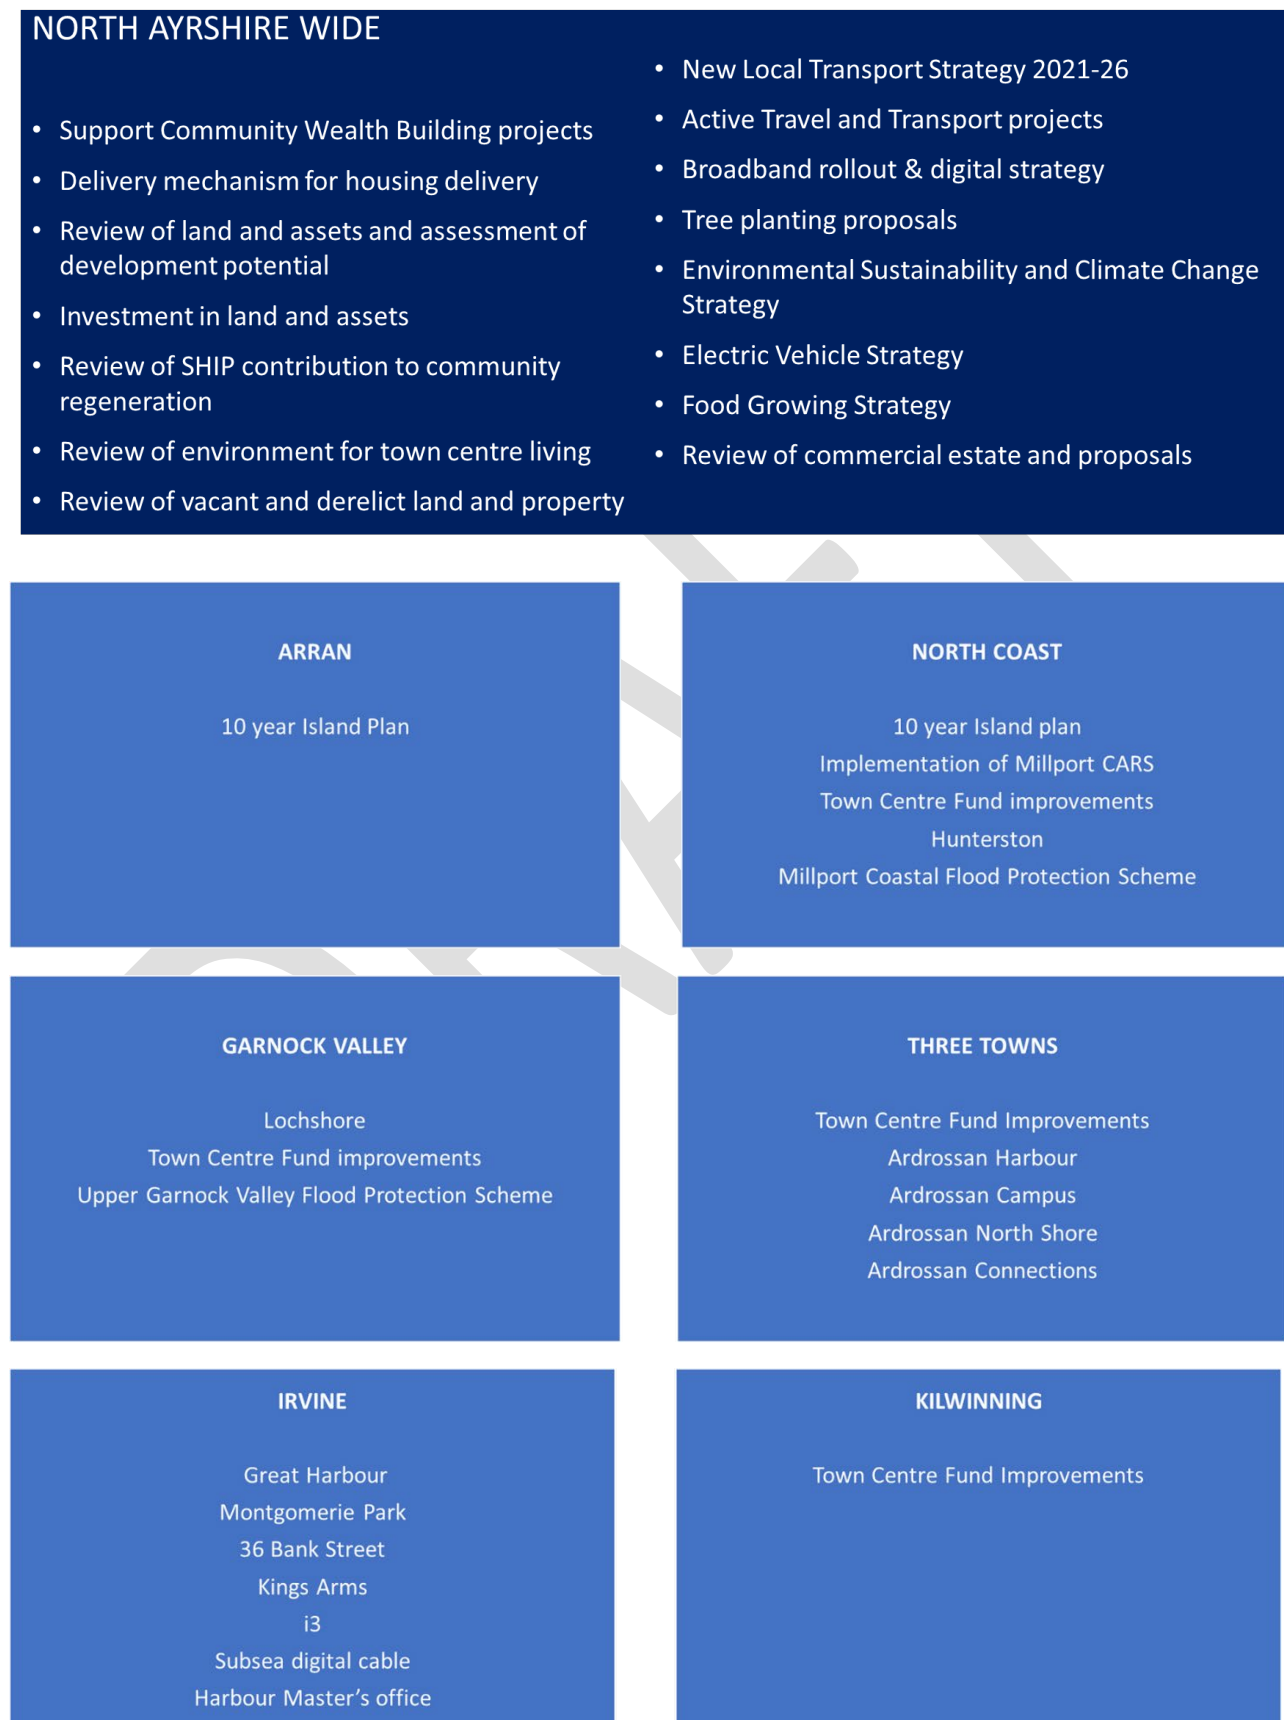 NORTH AYRSHIRE WIDE
• Support Community Wealth Building projects
• Delivery mechanism for housing delivery
• Review of land and assets and assessment of
development potential
• Investment in land and assets
• Review of SHIP contribution to community
regeneration
• Review of environment for town centre living
• Review of vacant and derelict land and property
• New Local Transport Strategy 2021-26
• Active Travel and Transport projects
• Broadband rollout & digital strategy
• Tree planting proposals
• Environmental Sustainability and Climate Change
Strategy
• Electric Vehicle Strategy
• Food Growing Strategy
• Review of commercial estate and proposals
ARRAN
10 year Island Plan
NORTH COAST
10 year Island plan
Implementation of Millport CARS
Town Centre Fund improvements
Hunterston
Millport Coastal Flood Protection Scheme
GARNOCK VALLEY
Lochshore
Town Centre Fund improvements
Upper Garnock Valley Flood Protection Scheme
THREE TOWNS
Town Centre Fund Improvements
Ardrossan Harbour
Ardrossan Campus
Ardrossan North Shore
Ardrossan Connections
IRVINE
Great Harbour
Montgomerie Park
36 Bank Street
Kings Arms
i3
Subsea digital cable
Harbour Master’s office
KILWINNING
Town Centre Fund Improvements